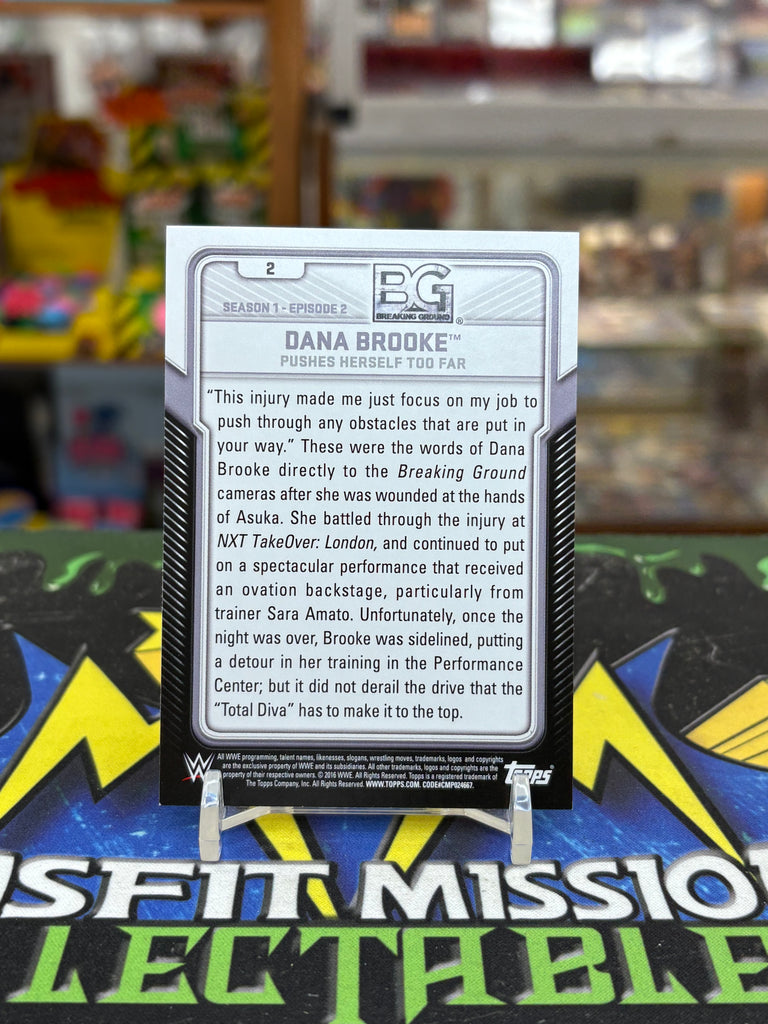 2
SEASON 1 - EPISODE 2
BG
BREAKING GROUND®
DANA BROOKE™
PUSHES HERSELF TOO FAR
“This injury made me just focus on my job to
push through any obstacles that are put in
your way.” These were the words of Dana
Brooke directly to the Breaking Ground
cameras after she was wounded at the hands
of Asuka. She battled through the injury at
NXT TakeOver: London, and continued to put
on a spectacular performance that received
an ovation backstage, particularly from
trainer Sara Amato. Unfortunately, once the
night was over, Brooke was sidelined, putting
a detour in her training in the Performance
Center; but it did not derail the drive that the
“Total Diva” has to make it to the top.
W
All WWE programming, talent names, likenesses, slogans, wrestling moves, trademarks, logos and copyrights
are the exclusive property of WWE and its subsidiaries. All other trademarks, logos and copyrights are the
property of their respective owners. © 2016 WWE. All Rights Reserved. Topps is a registered trademark of
The Topps Company, Inc. All Rights Reserved. WWW.TOPPS.COM. CODE#CMP024667.
Topps
SFIT MISSIO
LECTABLE